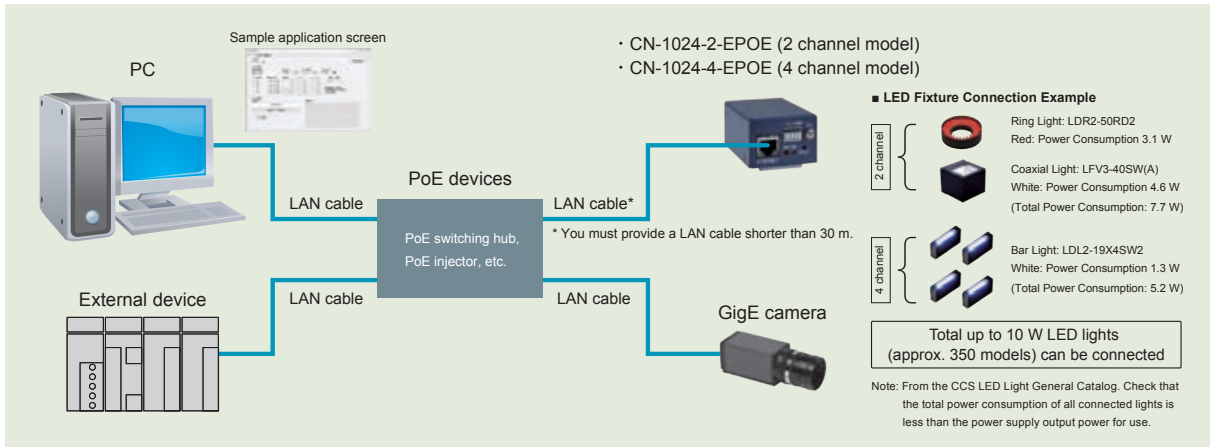 Sample application screen
PC
・CN-1024-2-EPOE (2 channel model)
・CN-1024-4-EPOE (4 channel model)
PoE devices
LAN cable
LAN cable*
PoE switching hub,
PoE injector, etc.
* You must provide a LAN cable shorter than 30 m.
External device
LAN cable
LAN cable
GigE camera
■ LED Fixture Connection Example
2 channel
Ring Light: LDR2-50RD2
Red: Power Consumption 3.1 W
Coaxial Light: LFV3-40SW(A)
White: Power Consumption 4.6 W
(Total Power Consumption: 7.7 W)
4 channel
Bar Light: LDL2-19X4SW2
White: Power Consumption 1.3 W
(Total Power Consumption: 5.2 W)
Total up to 10 W LED lights
(approx. 350 models) can be connected
Note: From the CCS LED Light General Catalog. Check that
the total power consumption of all connected lights is
less than the power supply output power for use.